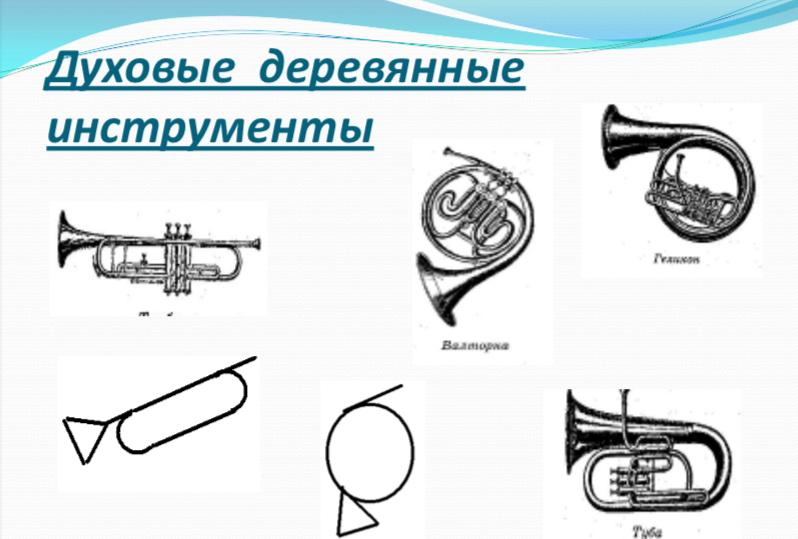 Духовые деревянные
инструменты
Геликон
Валторна
Туба